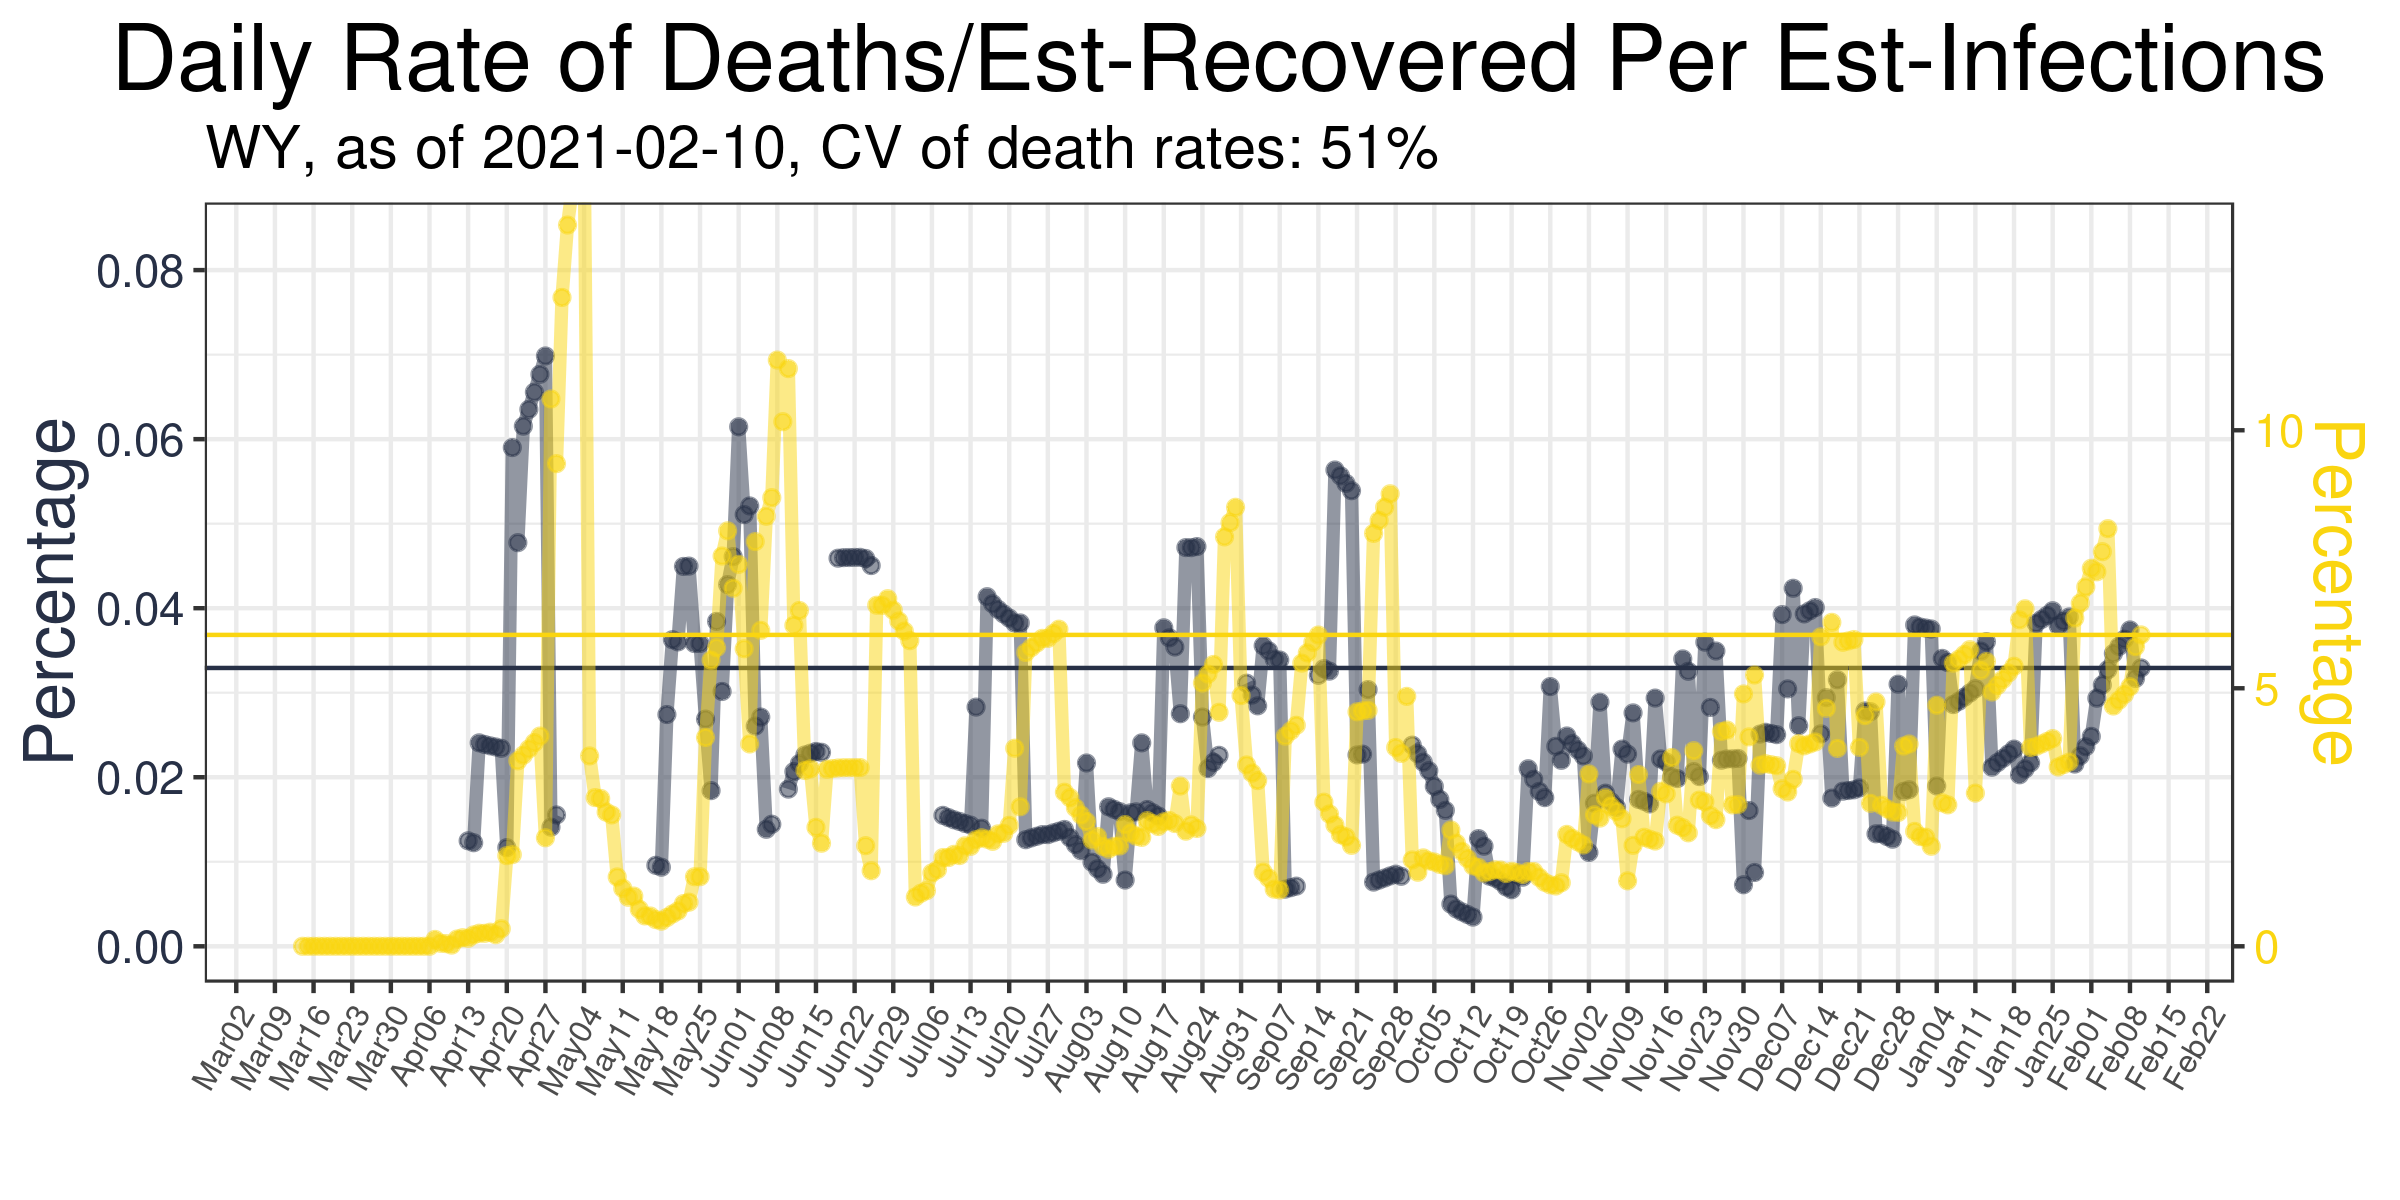 Daily Rate of Deaths/Est-Recovered Per Est-Infections
WY, as of 2021-02-10, CV of death rates: 51%
Percentage
0.08
0.06
0.04
0.02
0.00
10
5
0
Percentage
Mar02
Mar09
Mar16
Mar23
Mar30
Apr06
Apr13
Apr20
Apr27
May04
May11
May18
May25
Jun01
Jun08
Jun15
Jun22
Jun29
Jul06
Jul13
Jul20
Jul27
Aug03
Aug10
Aug17
Aug24
Aug31
Sep07
Sep14
Sep21
Sep28
Oct05
Oct12
Oct19
Oct26
Nov02
Nov09
Nov16
Nov23
Nov30
Dec07
Dec14
Dec21
Dec28
Jan04
Jan11
Jan18
Jan25
Feb01
Feb08
Feb15
Feb22